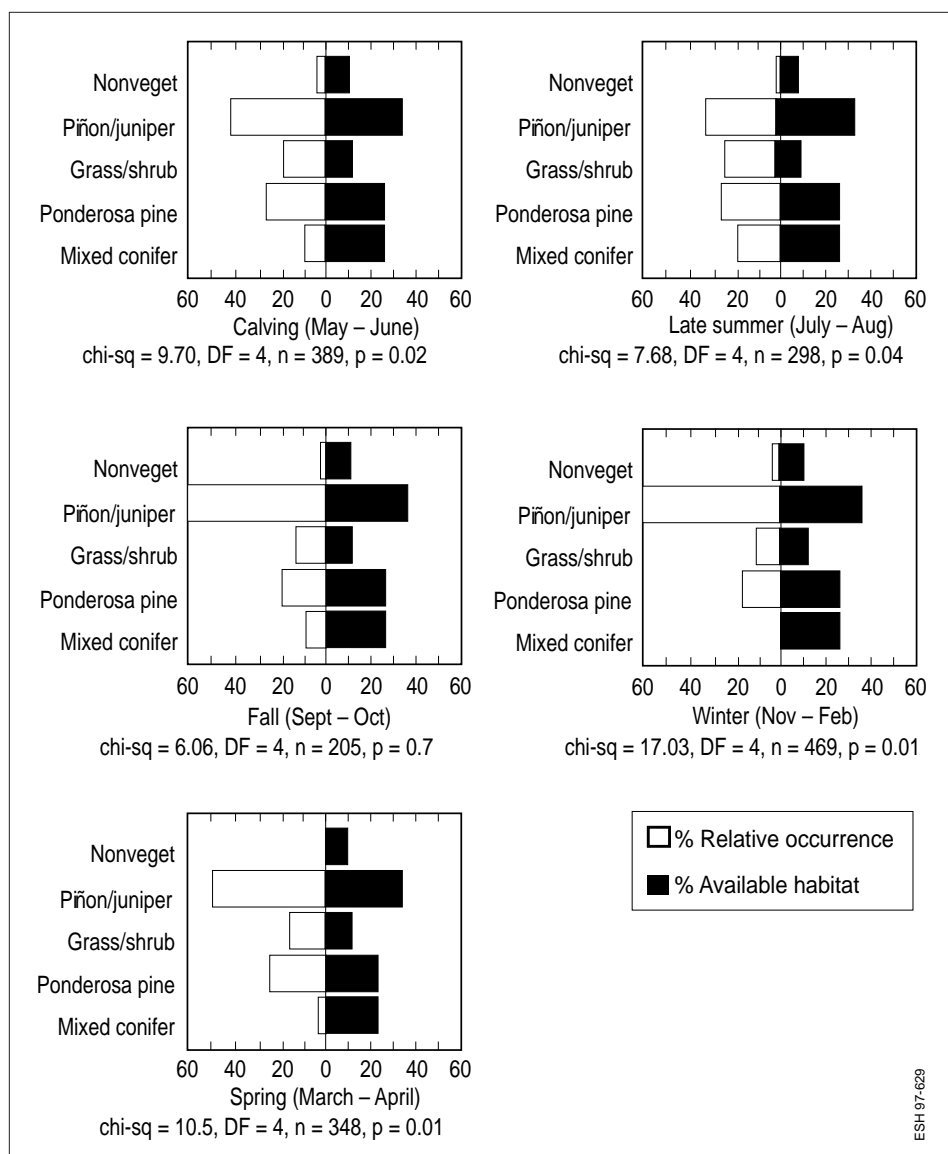 Nonveget
Piñon/juniper
Grass/shrub
Ponderosa pine
Mixed conifer
60 40 20 0 20 40 60
Calving (May – June)
chi-sq = 9.70, DF = 4, n = 389, p = 0.02
Nonveget
Piñon/juniper
Grass/shrub
Ponderosa pine
Mixed conifer
60 40 20 0 20 40 60
Late summer (July – Aug)
chi-sq = 7.68, DF = 4, n = 298, p = 0.04
Nonveget
Piñon/juniper
Grass/shrub
Ponderosa pine
Mixed conifer
60 40 20 0 20 40 60
Fall (Sept – Oct)
chi-sq = 6.06, DF = 4, n = 205, p = 0.7
Nonveget
Piñon/juniper
Grass/shrub
Ponderosa pine
Mixed conifer
60 40 20 0 20 40 60
Winter (Nov – Feb)
chi-sq = 17.03, DF = 4, n = 469, p = 0.01
Nonveget
Piñon/juniper
Grass/shrub
Ponderosa pine
Mixed conifer
60 40 20 0 20 40 60
Spring (March – April)
chi-sq = 10.5, DF = 4, n = 348, p = 0.01
% Relative occurrence
% Available habitat
ESH 97-629